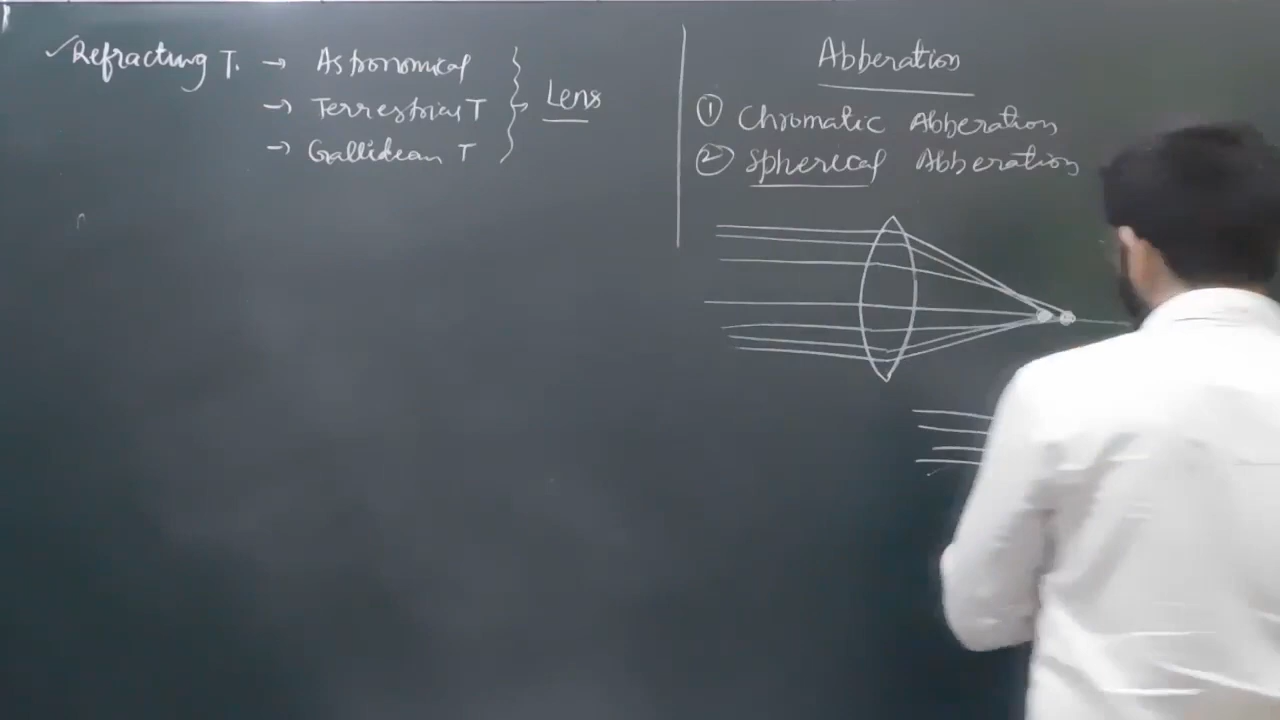 ✓Refracting T. → Astronomical
→ Terrestrial T
→ Gallidean T
→ Lens
Abberation
① Chromatic Abberation
② Spherical Abberation